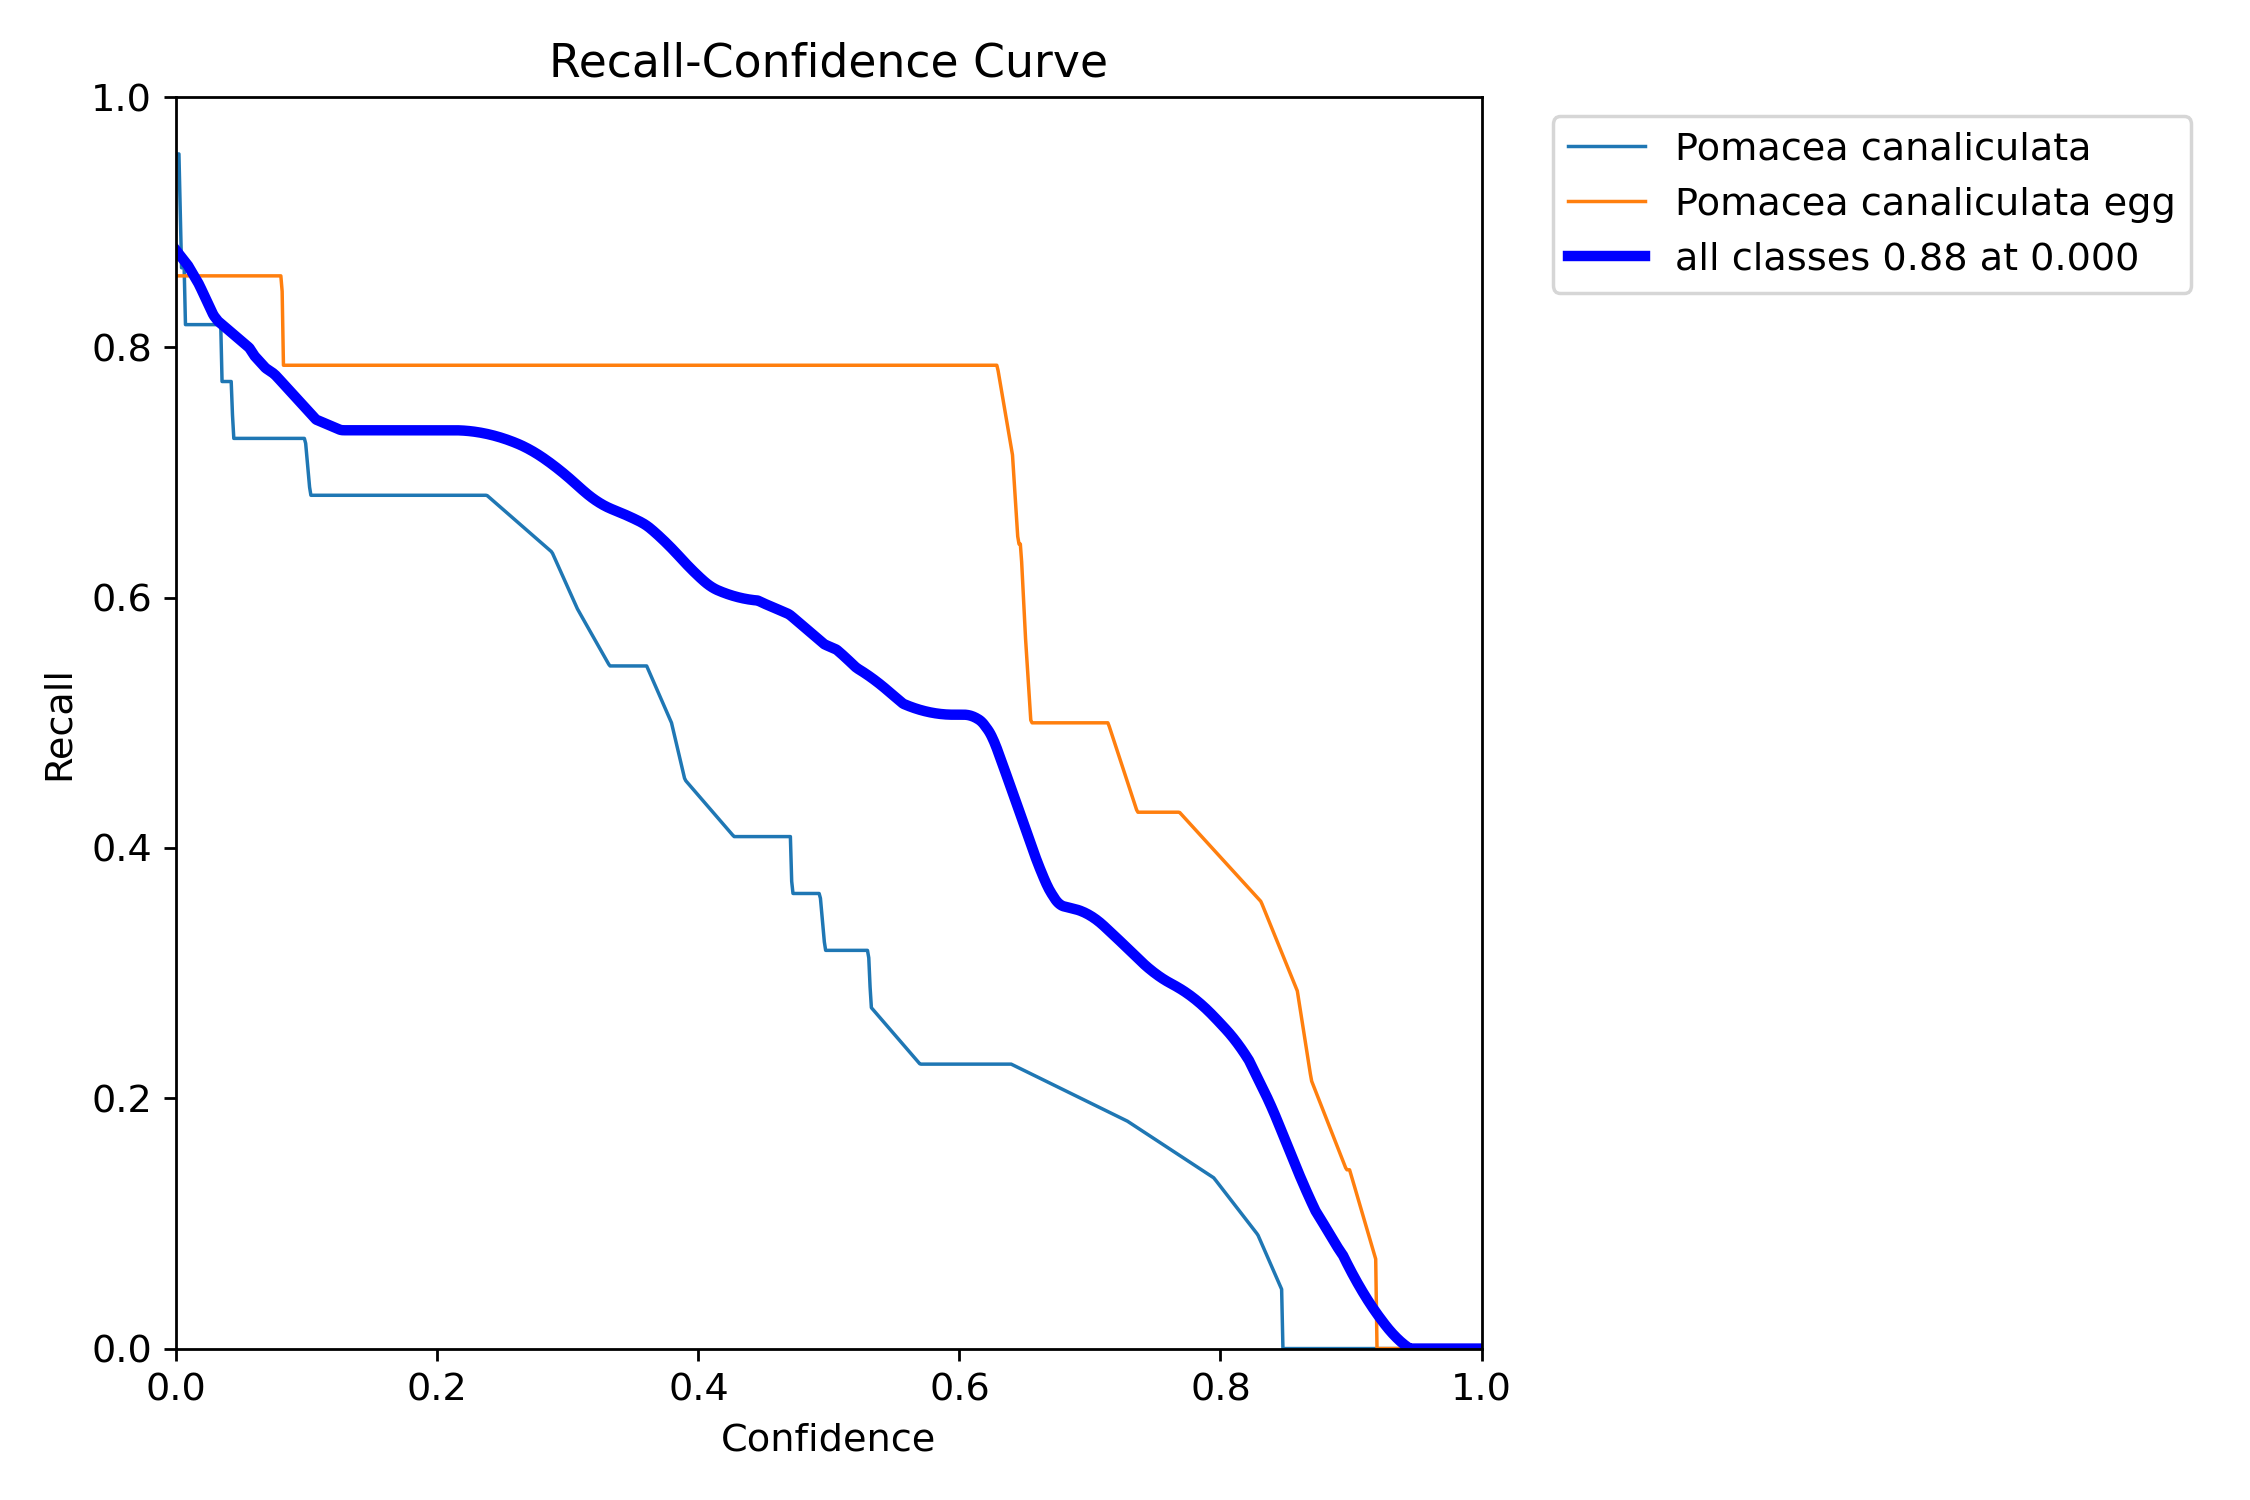 Recall-Confidence Curve
1.0
0.8
0.6
0.4
0.2
0.0
Recall
0.0 0.2 0.4 0.6 0.8 1.0
Confidence
Pomacea canaliculata
Pomacea canaliculata egg
all classes 0.88 at 0.000